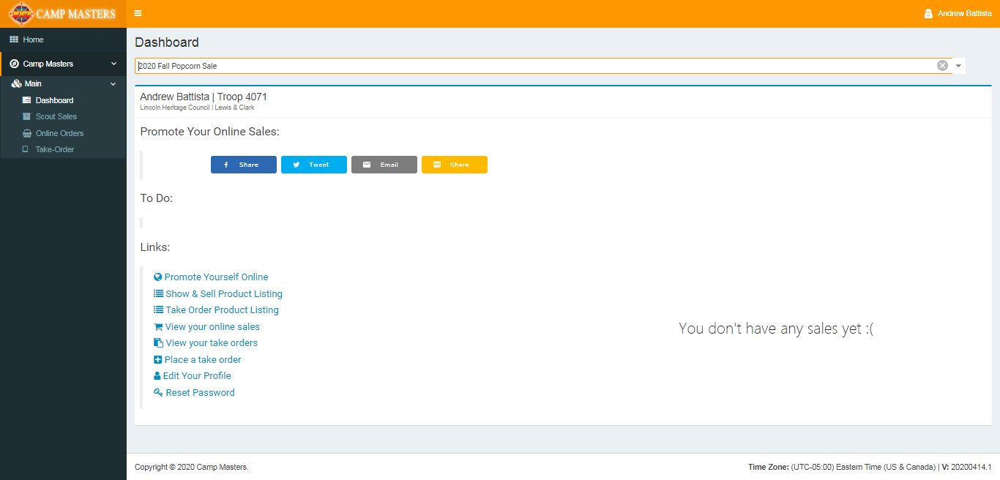 CAMP MASTERS
Andrew Battista
Home
Camp Masters
Main
Dashboard
Scout Sales
Online Orders
Take-Order
Dashboard
2020 Fall Popcorn Sale
Andrew Battista | Troop 4071
Lincoln Heritage Council | Lewis & Clark
Promote Your Online Sales:
Share
Tweet
Email
Share
To Do:
Links:
Promote Yourself Online
Show & Sell Product Listing
Take Order Product Listing
View your online sales
View your take orders
Place a take order
Edit Your Profile
Reset Password
You don't have any sales yet :(
Copyright © 2020 Camp Masters.
Time Zone: (UTC-05:00) Eastern Time (US & Canada) | V: 20200414.1